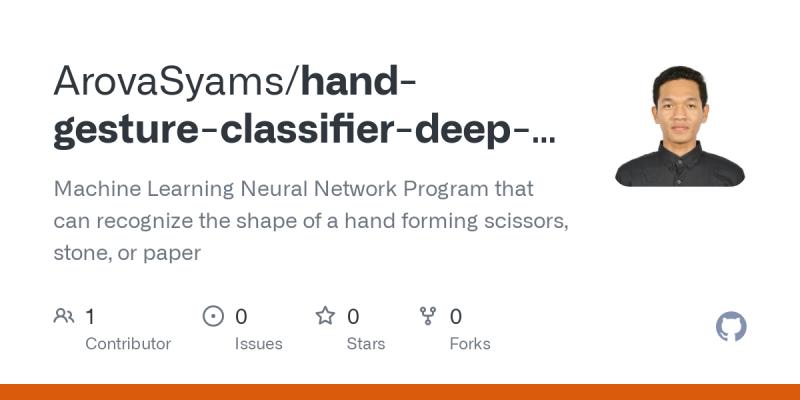 ArovaSyams/hand-
gesture-classifier-deep-...
Machine Learning Neural Network Program that
can recognize the shape of a hand forming scissors,
stone, or paper
1 0 0 0
Contributor Issues Stars Forks